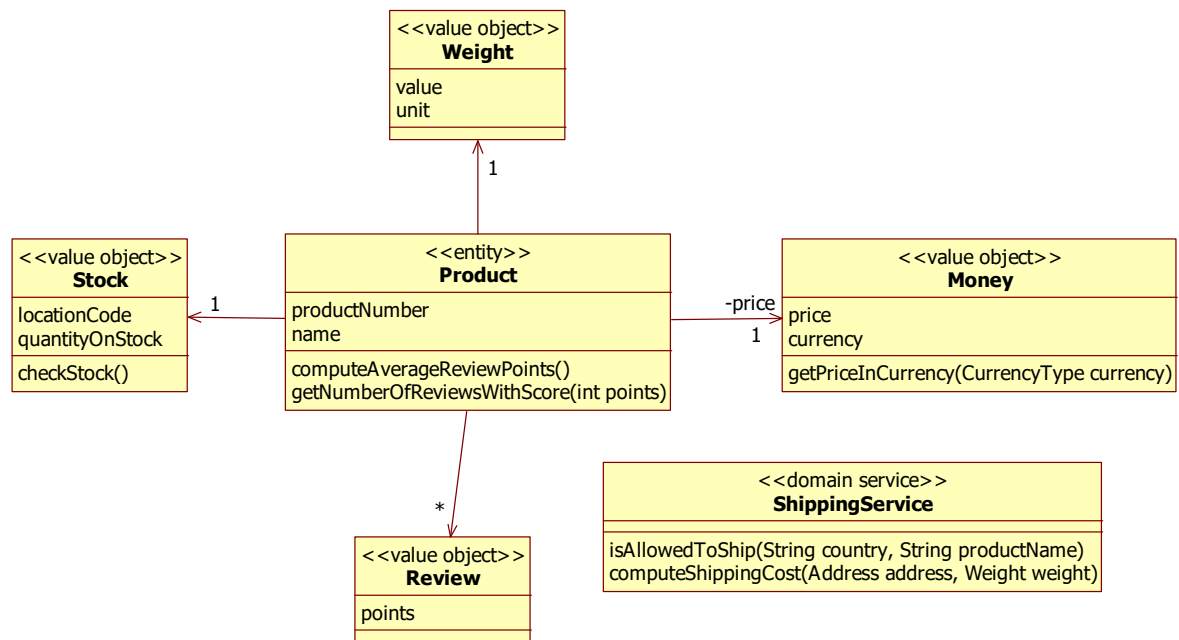 <<value object>>
Weight
value
unit
1
<<value object>>
Stock
locationCode
quantityOnStock
checkStock()
1
<<entity>>
Product
productNumber
name
computeAverageReviewPoints()
getNumberOfReviewsWithScore(int points)
-price
1
<<value object>>
Money
price
currency
getPriceInCurrency(CurrencyType currency)
*
<<value object>>
Review
points
<<domain service>>
ShippingService
isAllowedToShip(String country, String productName)
computeShippingCost(Address address, Weight weight)